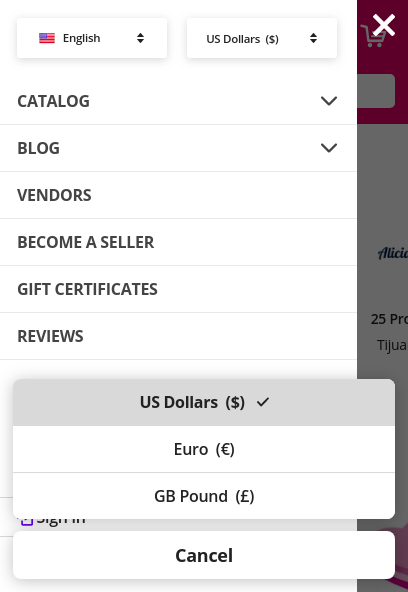 English
US Dollars ($)
CATALOG
BLOG
VENDORS
BECOME A SELLER
GIFT CERTIFICATES
REVIEWS
Alicia
25 Pro
Tijua
US Dollars ($)
Euro (€)
GB Pound (£)
Sign in
Cancel